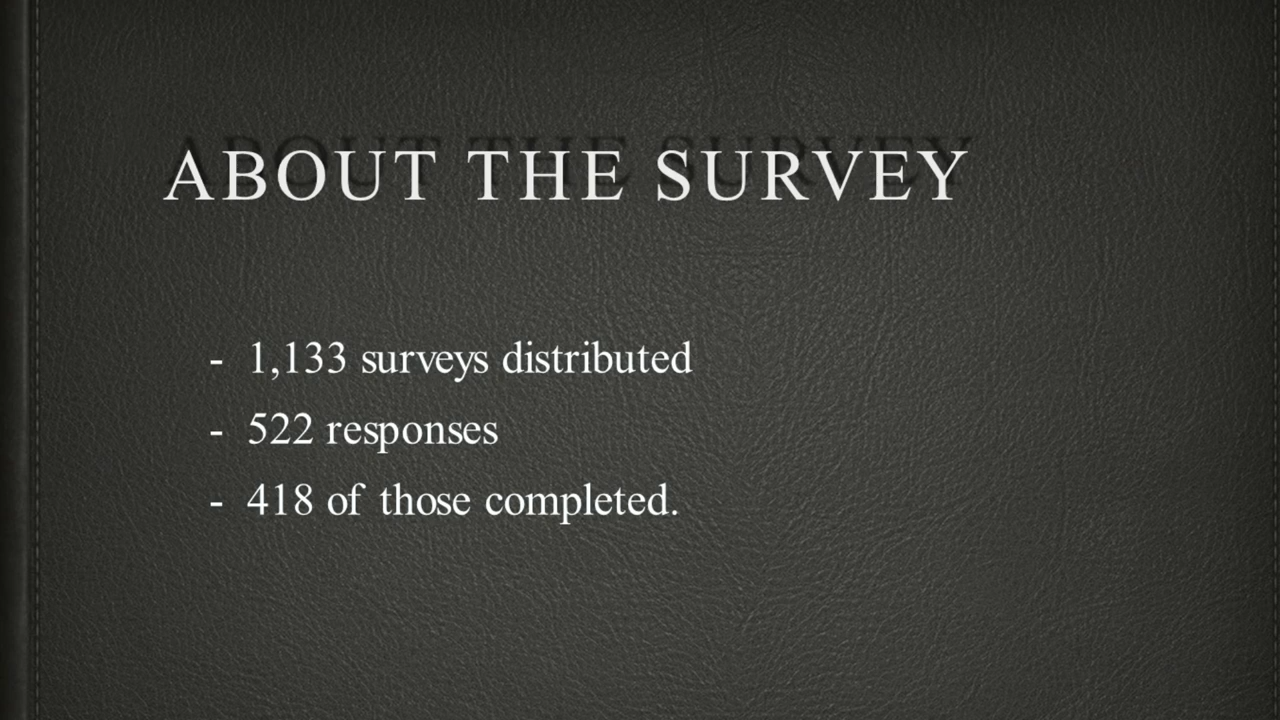 ABOUT THE SURVEY
- 1,133 surveys distributed
- 522 responses
- 418 of those completed.